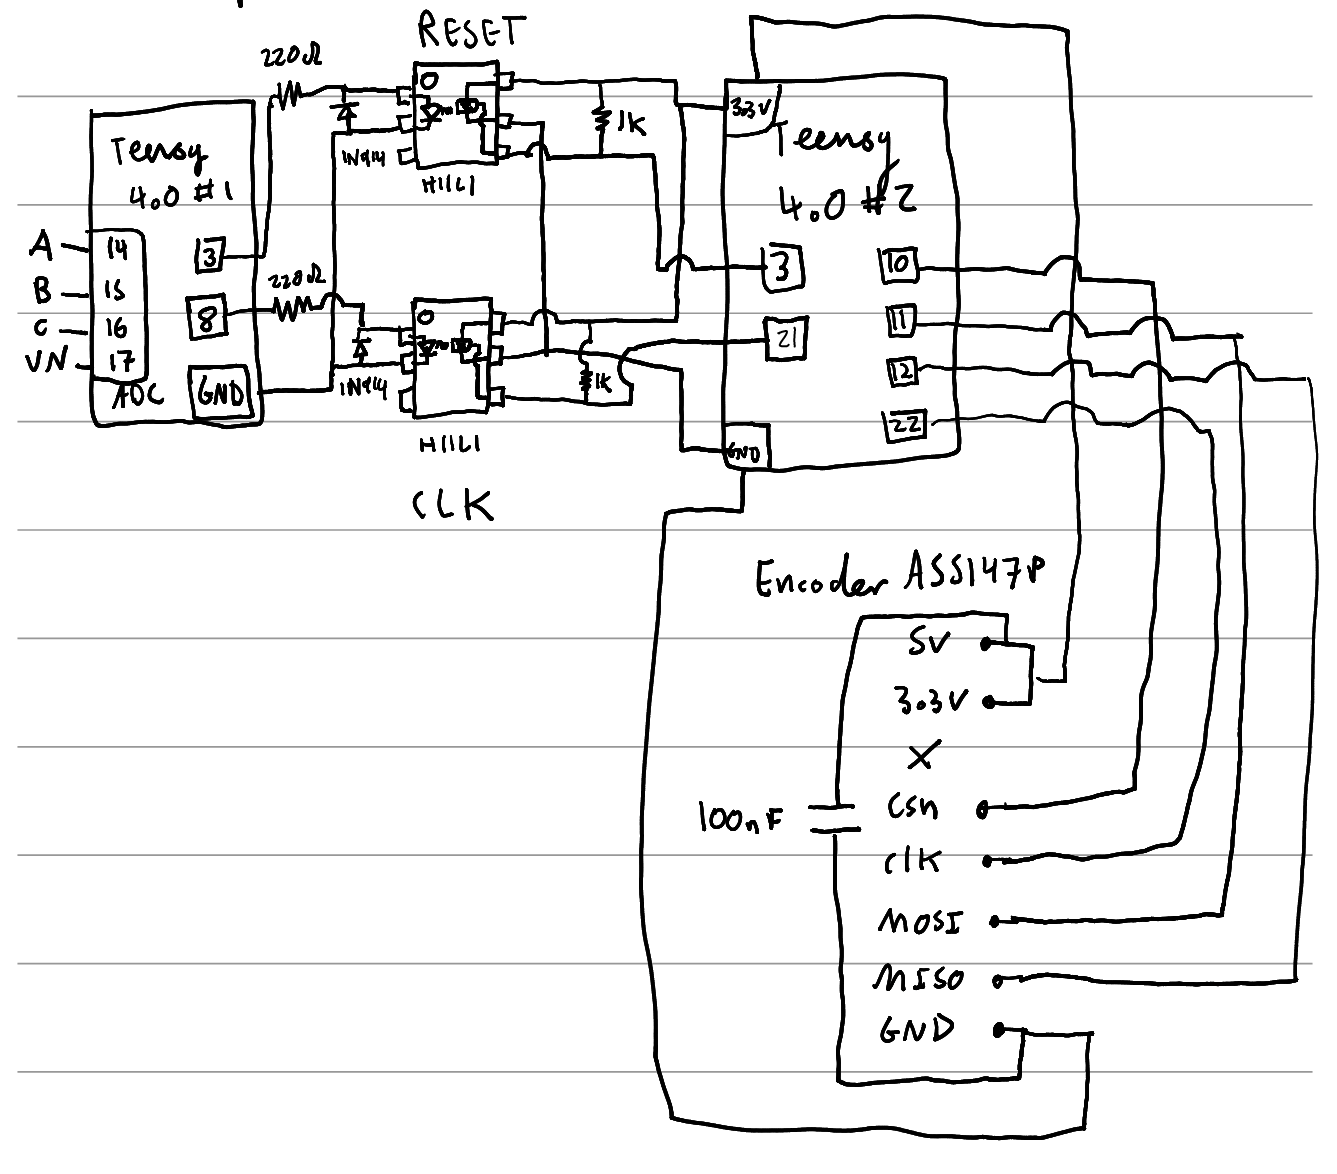 RESET
220Ω
3.3V
1K
Teensy
4.0 #1
1N914
H11L1
Teensy
4.0 #2
A
14
3
B
15
220Ω
8
C
16
VN
17
ADC
GND
1N914
H11L1
CLK
1K
3
21
GND
10
11
12
22
Encoder AS5147P
5V
3.3V
X
100nF
CSn
ClK
MOSI
MISO
GND